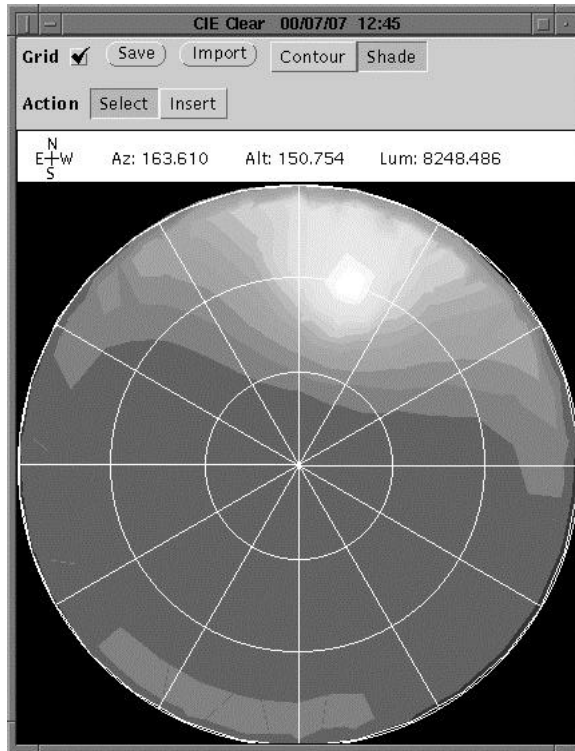 CIE Clear 00/07/07 12:45
Grid Save Import Contour Shade
Action Select Insert
N
E W Az: 163.610 Alt: 150.754 Lum: 8248.486
S